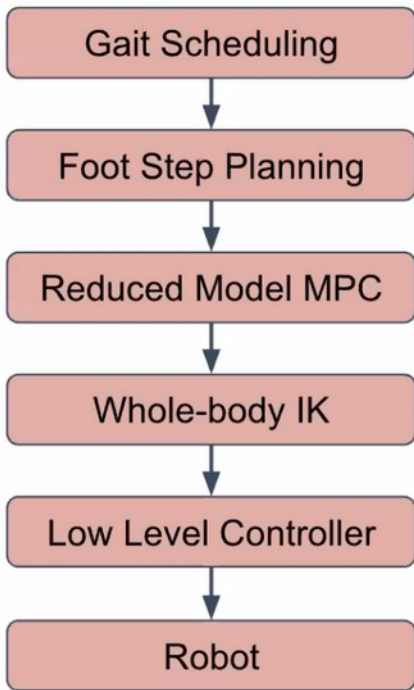 Gait Scheduling
Foot Step Planning
Reduced Model MPC
Whole-body IK
Low Level Controller
Robot